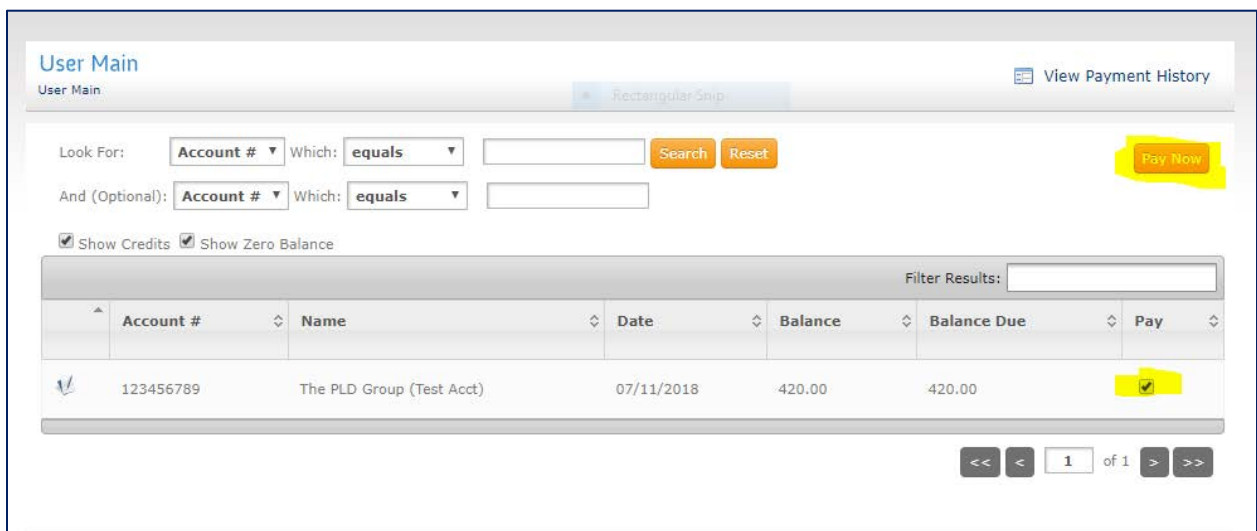 User Main
View Payment History
User Main
Rectangular Snip
Look For: Account # Which: equals Search Reset
Pay Now
And (Optional): Account # Which: equals
Show Credits Show Zero Balance
Filter Results:
Account # Name Date Balance Balance Due Pay
123456789 The PLD Group (Test Acct) 07/11/2018 420.00 420.00
<< < 1 of 1 > >>